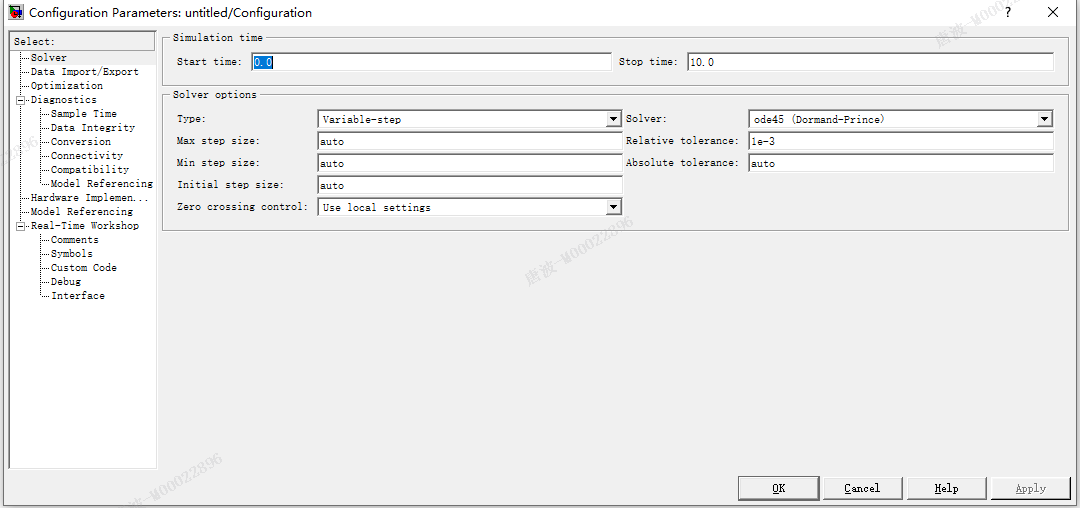 Configuration Parameters: untitled/Configuration
?
Select:
Solver
Data Import/Export
Optimization
Diagnostics
Sample Time
Data Integrity
Conversion
Connectivity
Compatibility
Model Referencing
Hardware Implemen...
Model Referencing
Real-Time Workshop
Comments
Symbols
Custom Code
Debug
Interface
Simulation time
Start time: 0.0 Stop time: 10.0
Solver options
Type: Variable-step Solver: ode45 (Dormand-Prince)
Max step size: auto Relative tolerance: 1e-3
Min step size: auto Absolute tolerance: auto
Initial step size: auto
Zero crossing control: Use local settings
唐波-M00022896
唐波-M00022896
OK Cancel Help Apply